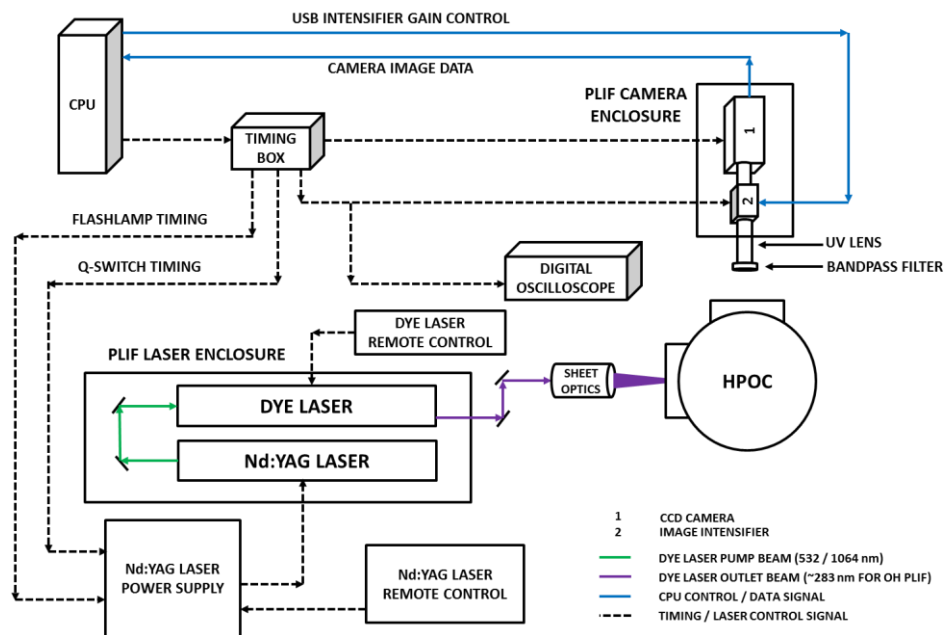 USB INTENSIFIER GAIN CONTROL
CAMERA IMAGE DATA
CPU
PLIF CAMERA
ENCLOSURE
1
TIMING
BOX
2
FLASHLAMP TIMING
UV LENS
Q-SWITCH TIMING
BANDPASS FILTER
DIGITAL
OSCILLOSCOPE
DYE LASER
REMOTE CONTROL
PLIF LASER ENCLOSURE
SHEET
OPTICS
HPOC
DYE LASER
Nd:YAG LASER
1 CCD CAMERA
2 IMAGE INTENSIFIER
DYE LASER PUMP BEAM (532 / 1064 nm)
DYE LASER OUTLET BEAM (~283 nm FOR OH PLIF)
CPU CONTROL / DATA SIGNAL
TIMING / LASER CONTROL SIGNAL
Nd:YAG LASER
POWER SUPPLY
Nd:YAG LASER
REMOTE CONTROL